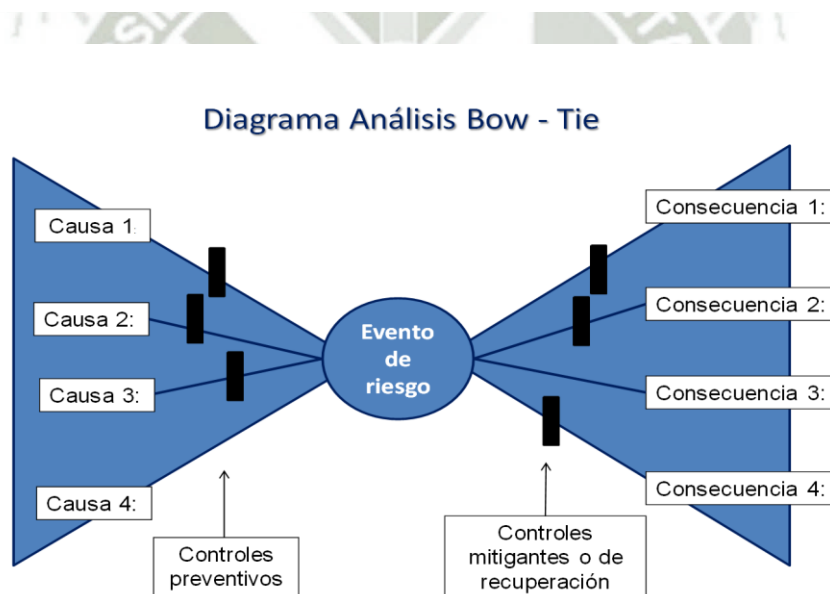 Diagrama Análisis Bow - Tie
Causa 1:
Causa 2:
Causa 3:
Causa 4:
Evento
de
riesgo
Consecuencia 1:
Consecuencia 2:
Consecuencia 3:
Consecuencia 4:
Controles
preventivos
Controles
mitigantes o de
recuperación